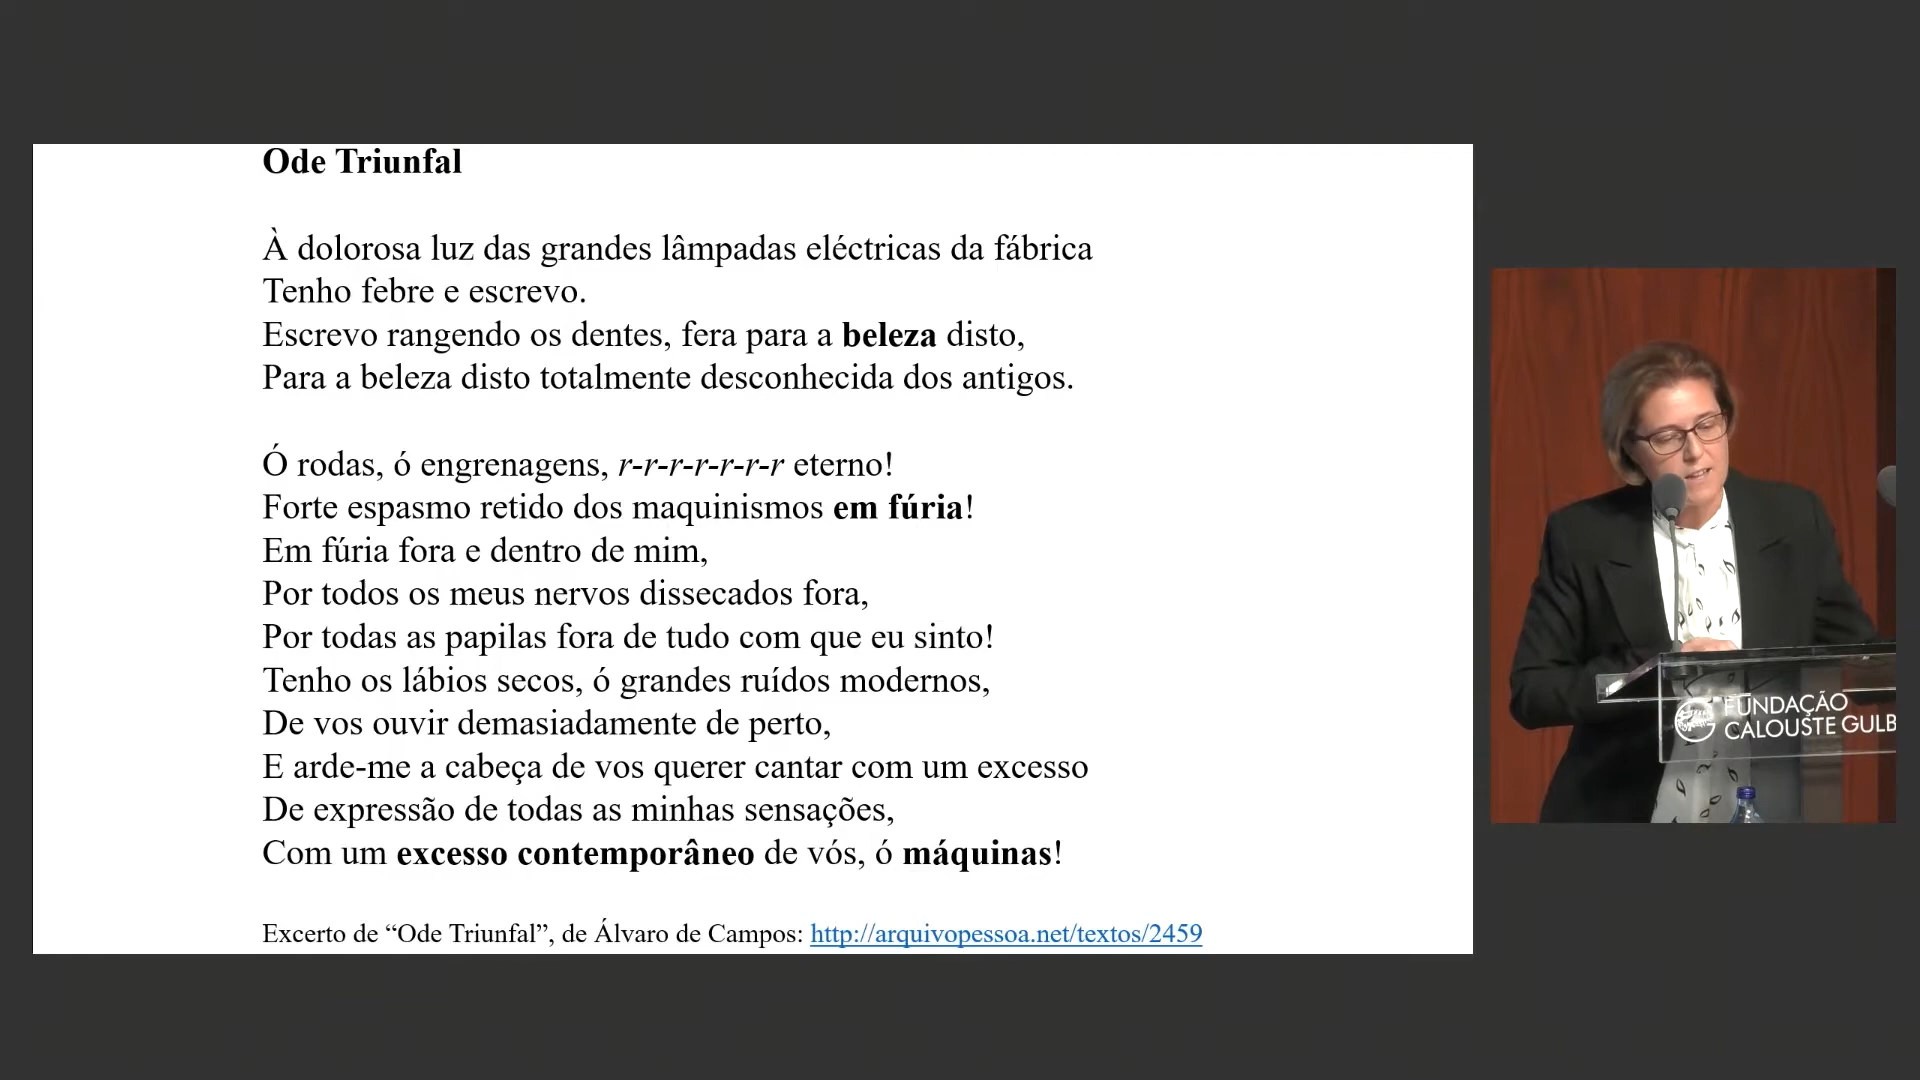 Ode Triunfal
À dolorosa luz das grandes lâmpadas eléctricas da fábrica
Tenho febre e escrevo.
Escrevo rangendo os dentes, fera para a beleza disto,
Para a beleza disto totalmente desconhecida dos antigos.
Ó rodas, ó engrenagens, r-r-r-r-r-r-r eterno!
Forte espasmo retido dos maquinismos em fúria!
Em fúria fora e dentro de mim,
Por todos os meus nervos dissecados fora,
Por todas as papilas fora de tudo com que eu sinto!
Tenho os lábios secos, ó grandes ruídos modernos,
De vos ouvir demasiadamente de perto,
E arde-me a cabeça de vos querer cantar com um excesso
De expressão de todas as minhas sensações,
Com um excesso contemporâneo de vós, ó máquinas!
Excerto de “Ode Triunfal”, de Álvaro de Campos: http://arquivopessoa.net/textos/2459
FUNDAÇÃO
CALOUSTE GULB